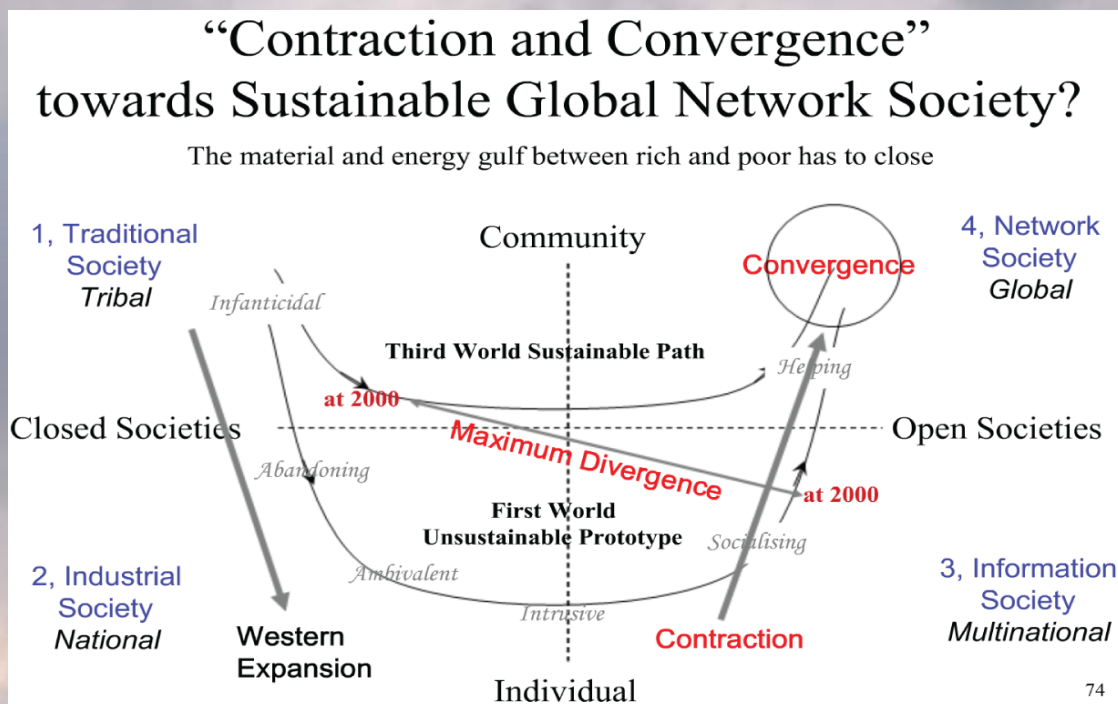 “Contraction and Convergence”
towards Sustainable Global Network Society?
The material and energy gulf between rich and poor has to close
1, Traditional
Society
Tribal
Infanticidal
Community
Convergence
4, Network
Society
Global
Third World Sustainable Path
Helping
at 2000
Closed Societies
Open Societies
Maximum Divergence
Abandoning
at 2000
First World
Unsustainable Prototype
Socialising
Ambivalent
Intrusive
2, Industrial
Society
National
Western
Expansion
Contraction
3, Information
Society
Multinational
Individual
74